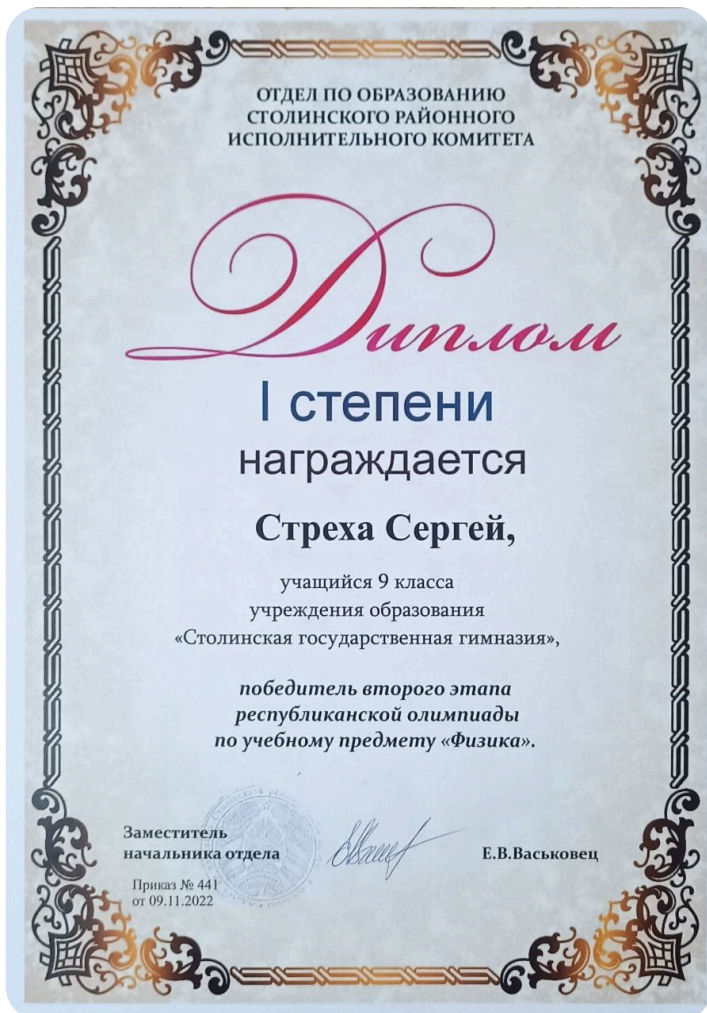 ОТДЕЛ ПО ОБРАЗОВАНИЮ
СТОЛИНСКОГО РАЙОННОГО
ИСПОЛНИТЕЛЬНОГО КОМИТЕТА
Диплом
I степени
награждается
Стреха Сергей,
учащийся 9 класса
учреждения образования
«Столинская государственная гимназия»,
победитель второго этапа
республиканской олимпиады
по учебному предмету «Физика».
Заместитель
начальника отдела
Е.В.Васьковец
Приказ № 441
от 09.11.2022